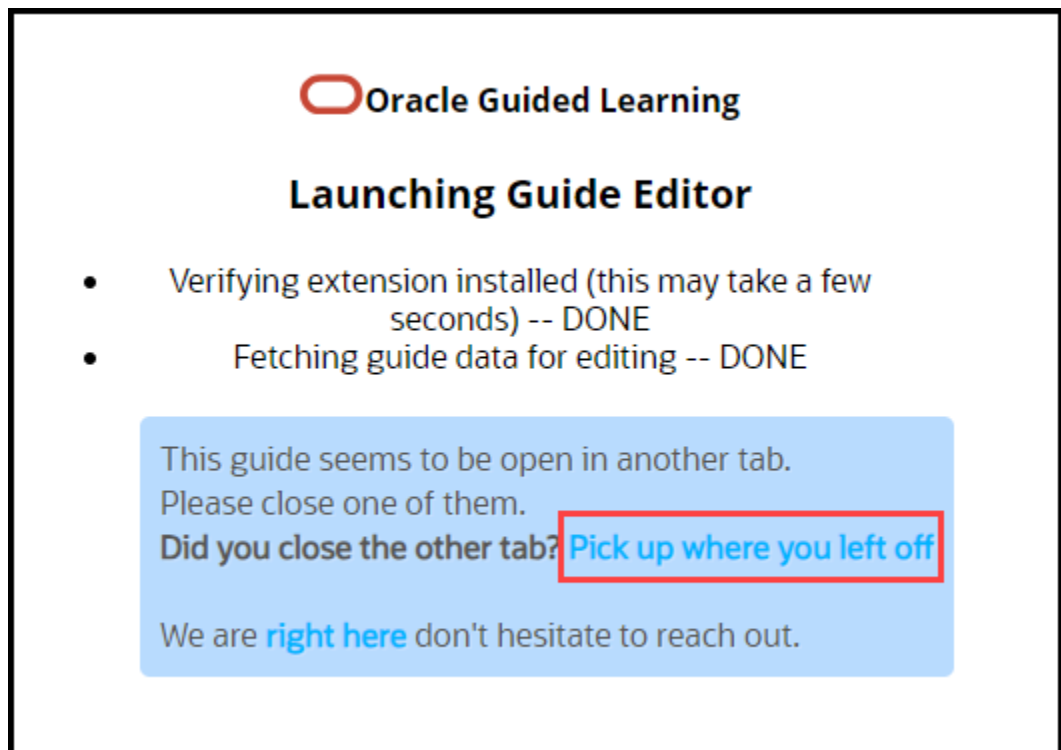 Oracle Guided Learning
Launching Guide Editor
Verifying extension installed (this may take a few
seconds) -- DONE
Fetching guide data for editing -- DONE
This guide seems to be open in another tab.
Please close one of them.
Did you close the other tab? Pick up where you left off
We are right here don't hesitate to reach out.